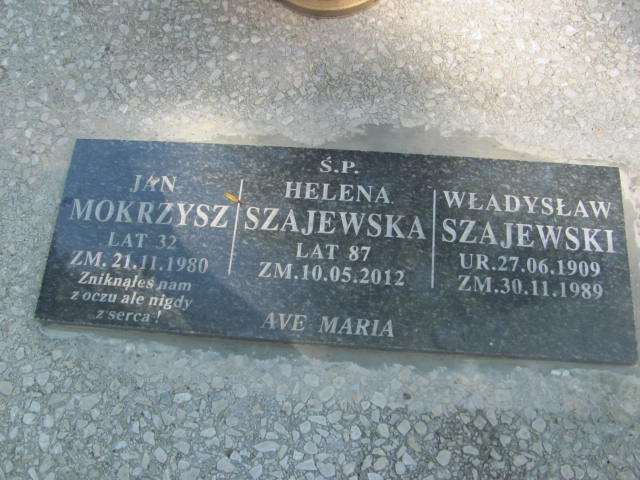 Ś.P.
JAN
MOKRZYSZ
LAT 32
ZM. 21.11.1980
Zniknąłeś nam
z oczu ale nigdy
z serca!
HELENA
SZAJEWSKA
LAT 87
ZM. 10.05.2012
WŁADYSŁAW
SZAJEWSKI
UR. 27.06.1909
ZM. 30.11.1989
AVE MARIA